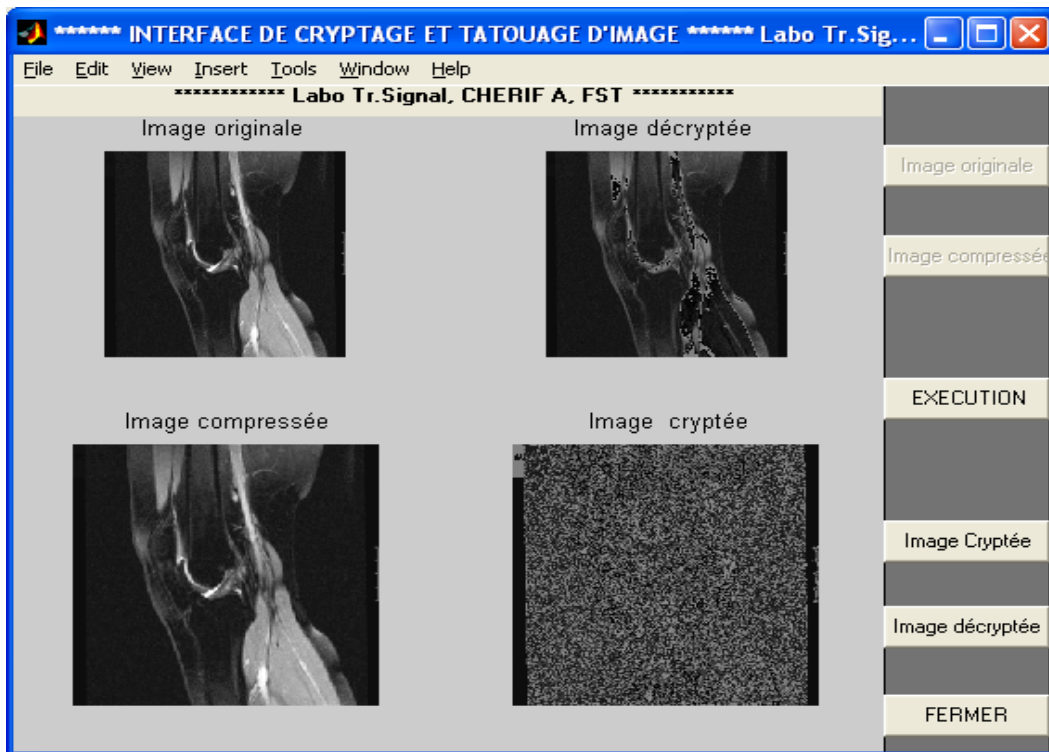 ****** INTERFACE DE CRYPTAGE ET TATOUAGE D'IMAGE ****** Labo Tr.Sig...
File Edit View Insert Tools Window Help
************ Labo Tr.Signal, CHERIF A, FST ***********
Image originale
Image décryptée
Image originale
Image compressée
EXECUTION
Image compressée
Image cryptée
Image Cryptée
Image décryptée
FERMER